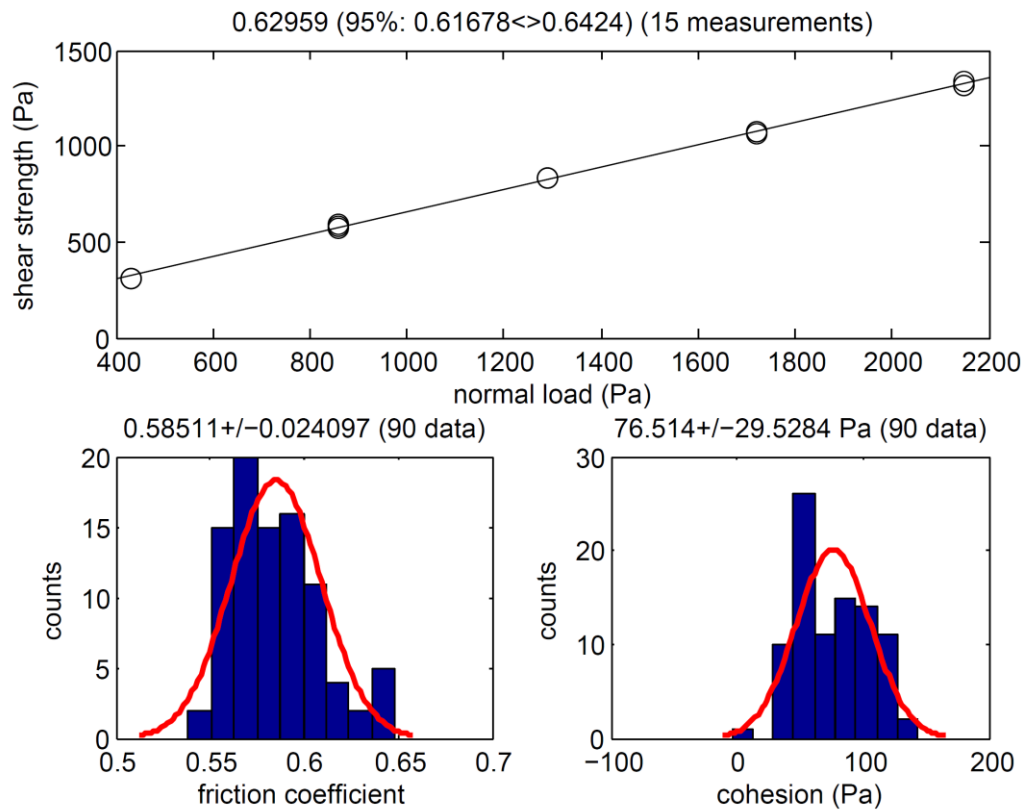 0.62959 (95%: 0.61678<>0.6424) (15 measurements)
1500
1000
500
0
shear strength (Pa)
400 600 800 1000 1200 1400 1600 1800 2000 2200
normal load (Pa)
0.58511+/−0.024097 (90 data)
20
15
10
5
0
counts
0.5 0.55 0.6 0.65 0.7
friction coefficient
76.514+/−29.5284 Pa (90 data)
30
20
10
0
counts
−100 0 100 200
cohesion (Pa)